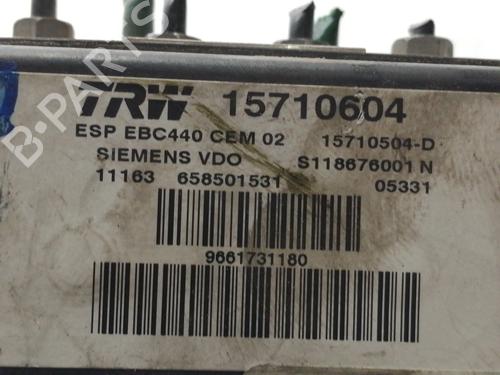 TRW 15710604
ESP EBC440 CEM 02 15710504-D
SIEMENS VDO S118676001 N
11163 658501531 05331
9661731180
B-PARTS